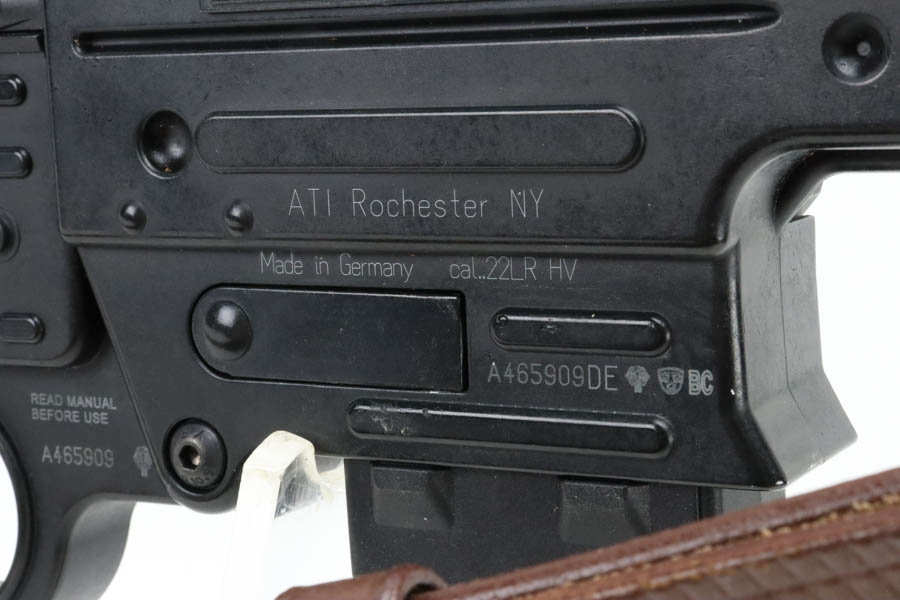 ATI Rochester NY
Made in Germany cal..22LR HV
A465909DE BC
READ MANUAL
BEFORE USE
A465909